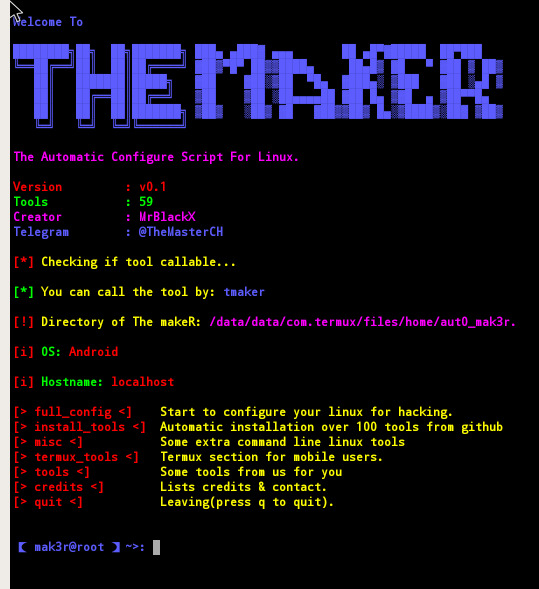 Welcome To
THE MAK3R
The Automatic Configure Script For Linux.
Version : v0.1
Tools : 59
Creator : MrBlackX
Telegram : @TheMasterCH
[*] Checking if tool callable...
[*] You can call the tool by: tmaker
[!] Directory of The makeR: /data/data/com.termux/files/home/autO_mak3r.
[i] OS: Android
[i] Hostname: localhost
[> full_config <] Start to configure your linux for hacking.
[> install_tools <] Automatic installation over 100 tools from github
[> misc <] Some extra command line linux tools
[> termux_tools <] Termux section for mobile users.
[> tools <] Some tools from us for you
[> credits <] Lists credits & contact.
[> quit <] Leaving(press q to quit).
【 mak3r@root 】~>: